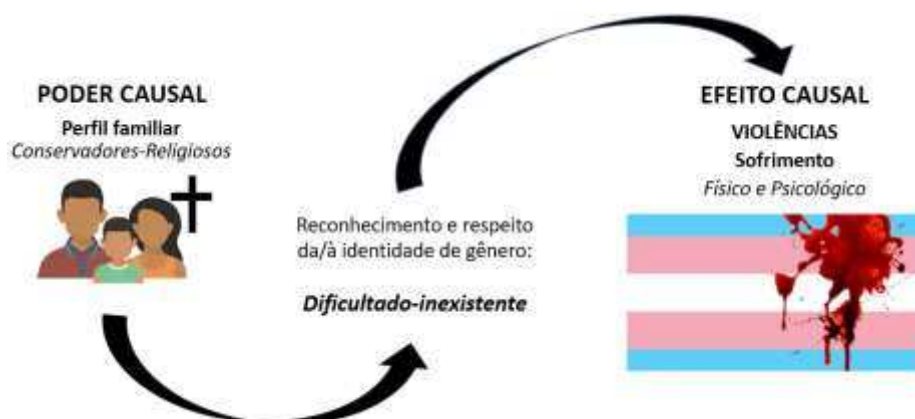 PODER CAUSAL
Perfil familiar
Conservadores-Religiosos
Reconhecimento e respeito
da/à identidade de gênero:
Dificultado-inexistente
EFEITO CAUSAL
VIOLÊNCIAS
Sofrimento
Físico e Psicológico